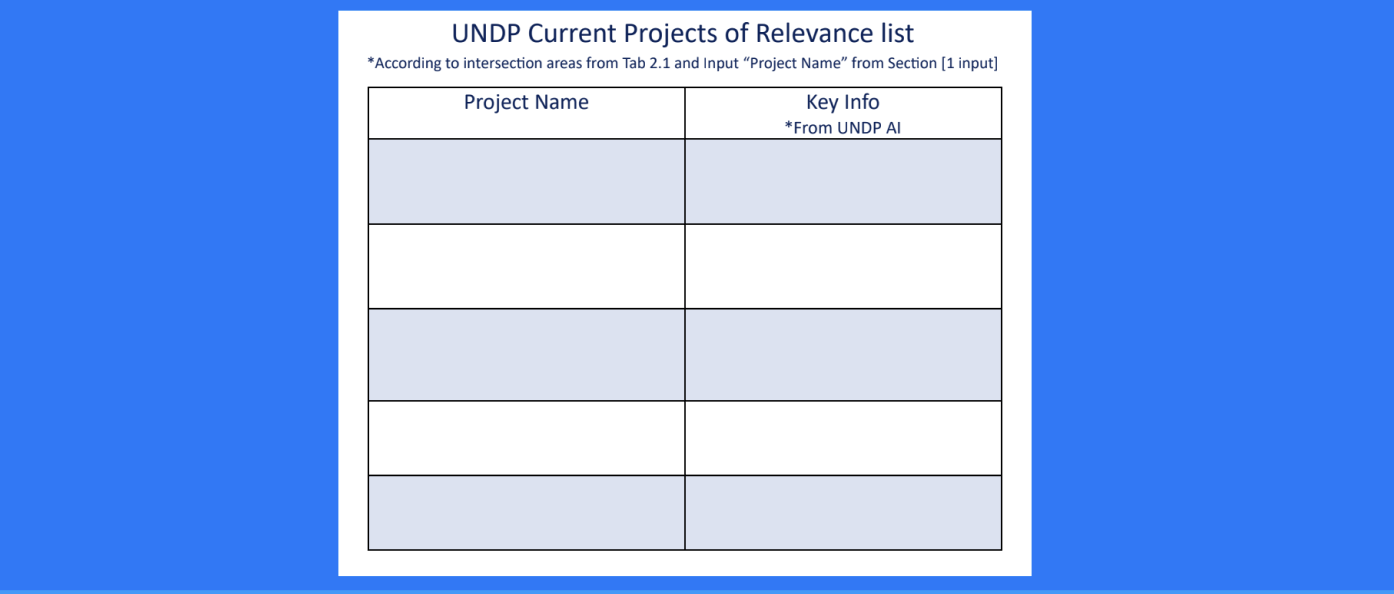 UNDP Current Projects of Relevance list
*According to intersection areas from Tab 2.1 and Input “Project Name” from Section [1 input]
Project Name
Key Info
*From UNDP AI